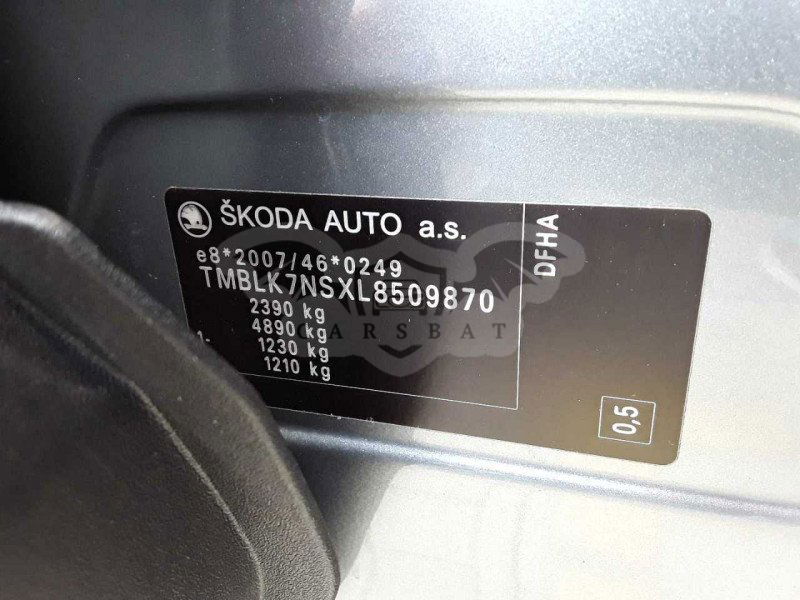 ŠKODA AUTO a.s.
e8*2007/46*0249
TMBLK7NSXL8509870
2390 kg
4890 kg
1- 1230 kg
1210 kg
DFHA
0,5
CARSBAT